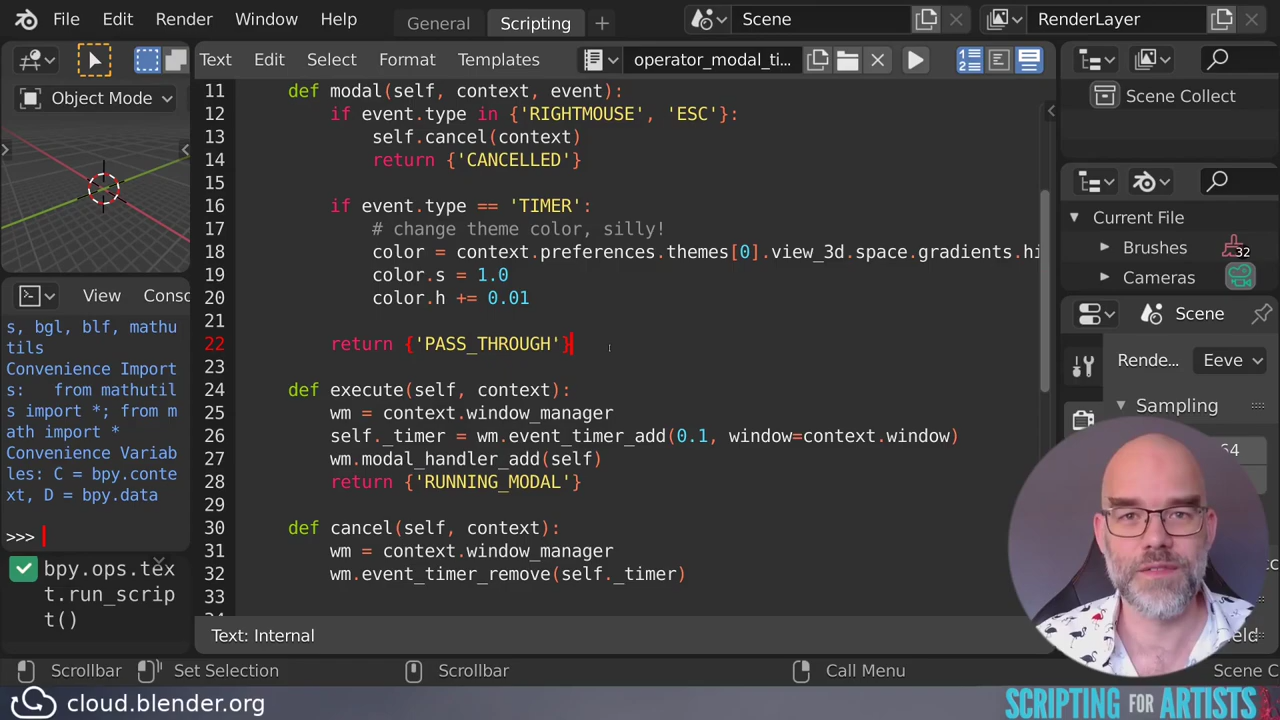 File Edit Render Window Help General Scripting + Scene RenderLayer
Text Edit Select Format Templates operator_modal_ti...
Object Mode
Scene Collect
11 def modal(self, context, event):
12 if event.type in {'RIGHTMOUSE', 'ESC'}:
13 self.cancel(context)
14 return {'CANCELLED'}
15
16 if event.type == 'TIMER':
17 # change theme color, silly!
18 color = context.preferences.themes[0].view_3d.space.gradients.hi
19 color.s = 1.0
20 color.h += 0.01
21
22 return {'PASS_THROUGH'}
23
24 def execute(self, context):
25 wm = context.window_manager
26 self._timer = wm.event_timer_add(0.1, window=context.window)
27 wm.modal_handler_add(self)
28 return {'RUNNING_MODAL'}
29
30 def cancel(self, context):
31 wm = context.window_manager
32 wm.event_timer_remove(self._timer)
33
Text: Internal
View Consc
s, bgl, blf, mathu
tils
Convenience Import
s: from mathutil
s import *; from m
ath import *
Convenience Variab
les: C = bpy.conte
xt, D = bpy.data
>>>
bpy.ops.tex
t.run_scrip
t()
Current File
Brushes 32
Cameras
Scene
Rende... Eeve
Sampling
64
Scrollbar Set Selection Scrollbar Call Menu Scene C
cloud.blender.org
SCRIPTING FOR ARTISTS